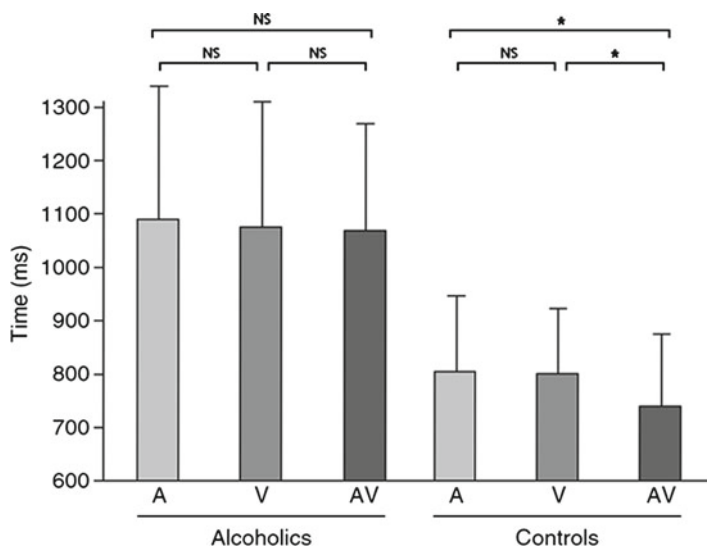 NS *
NS NS NS *
1300
1200
1100
1000
900
800
700
600
Time (ms)
A V AV A V AV
Alcoholics Controls